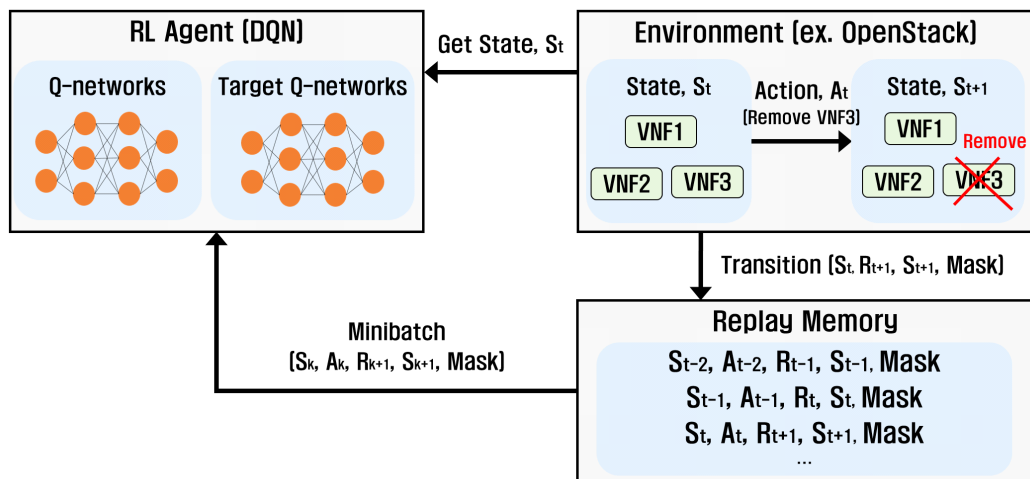 RL Agent (DQN)
Q-networks
Target Q-networks
Get State, St
Environment (ex. OpenStack)
State, St
VNF1
VNF2
VNF3
Action, At
(Remove VNF3)
State, St+1
VNF1
Remove
VNF2
VNF3
Transition (St, Rt+1, St+1, Mask)
Minibatch
(Sk, Ak, Rk+1, Sk+1, Mask)
Replay Memory
St-2, At-2, Rt-1, St-1, Mask
St-1, At-1, Rt, St, Mask
St, At, Rt+1, St+1, Mask
...